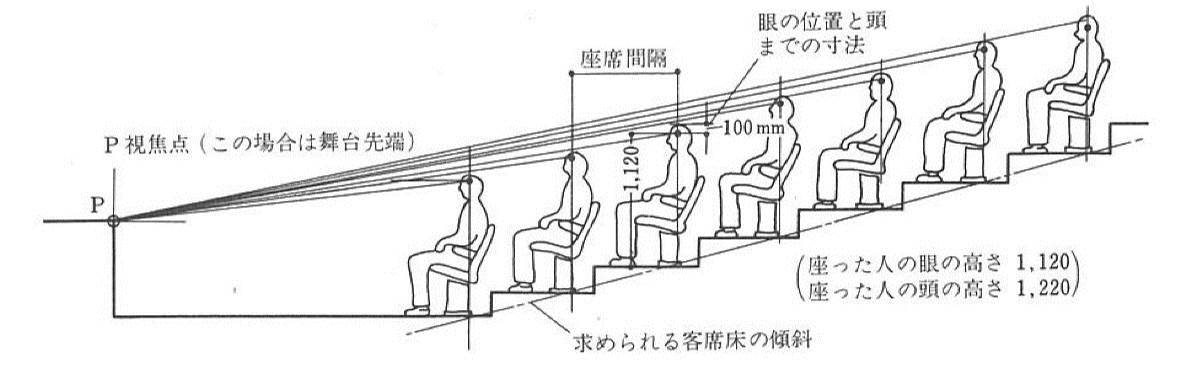 眼の位置と頭
までの寸法
座席間隔
100mm
P視焦点(この場合は舞台先端)
1,120
P
(座った人の眼の高さ 1,120
座った人の頭の高さ 1,220)
求められる客席床の傾斜